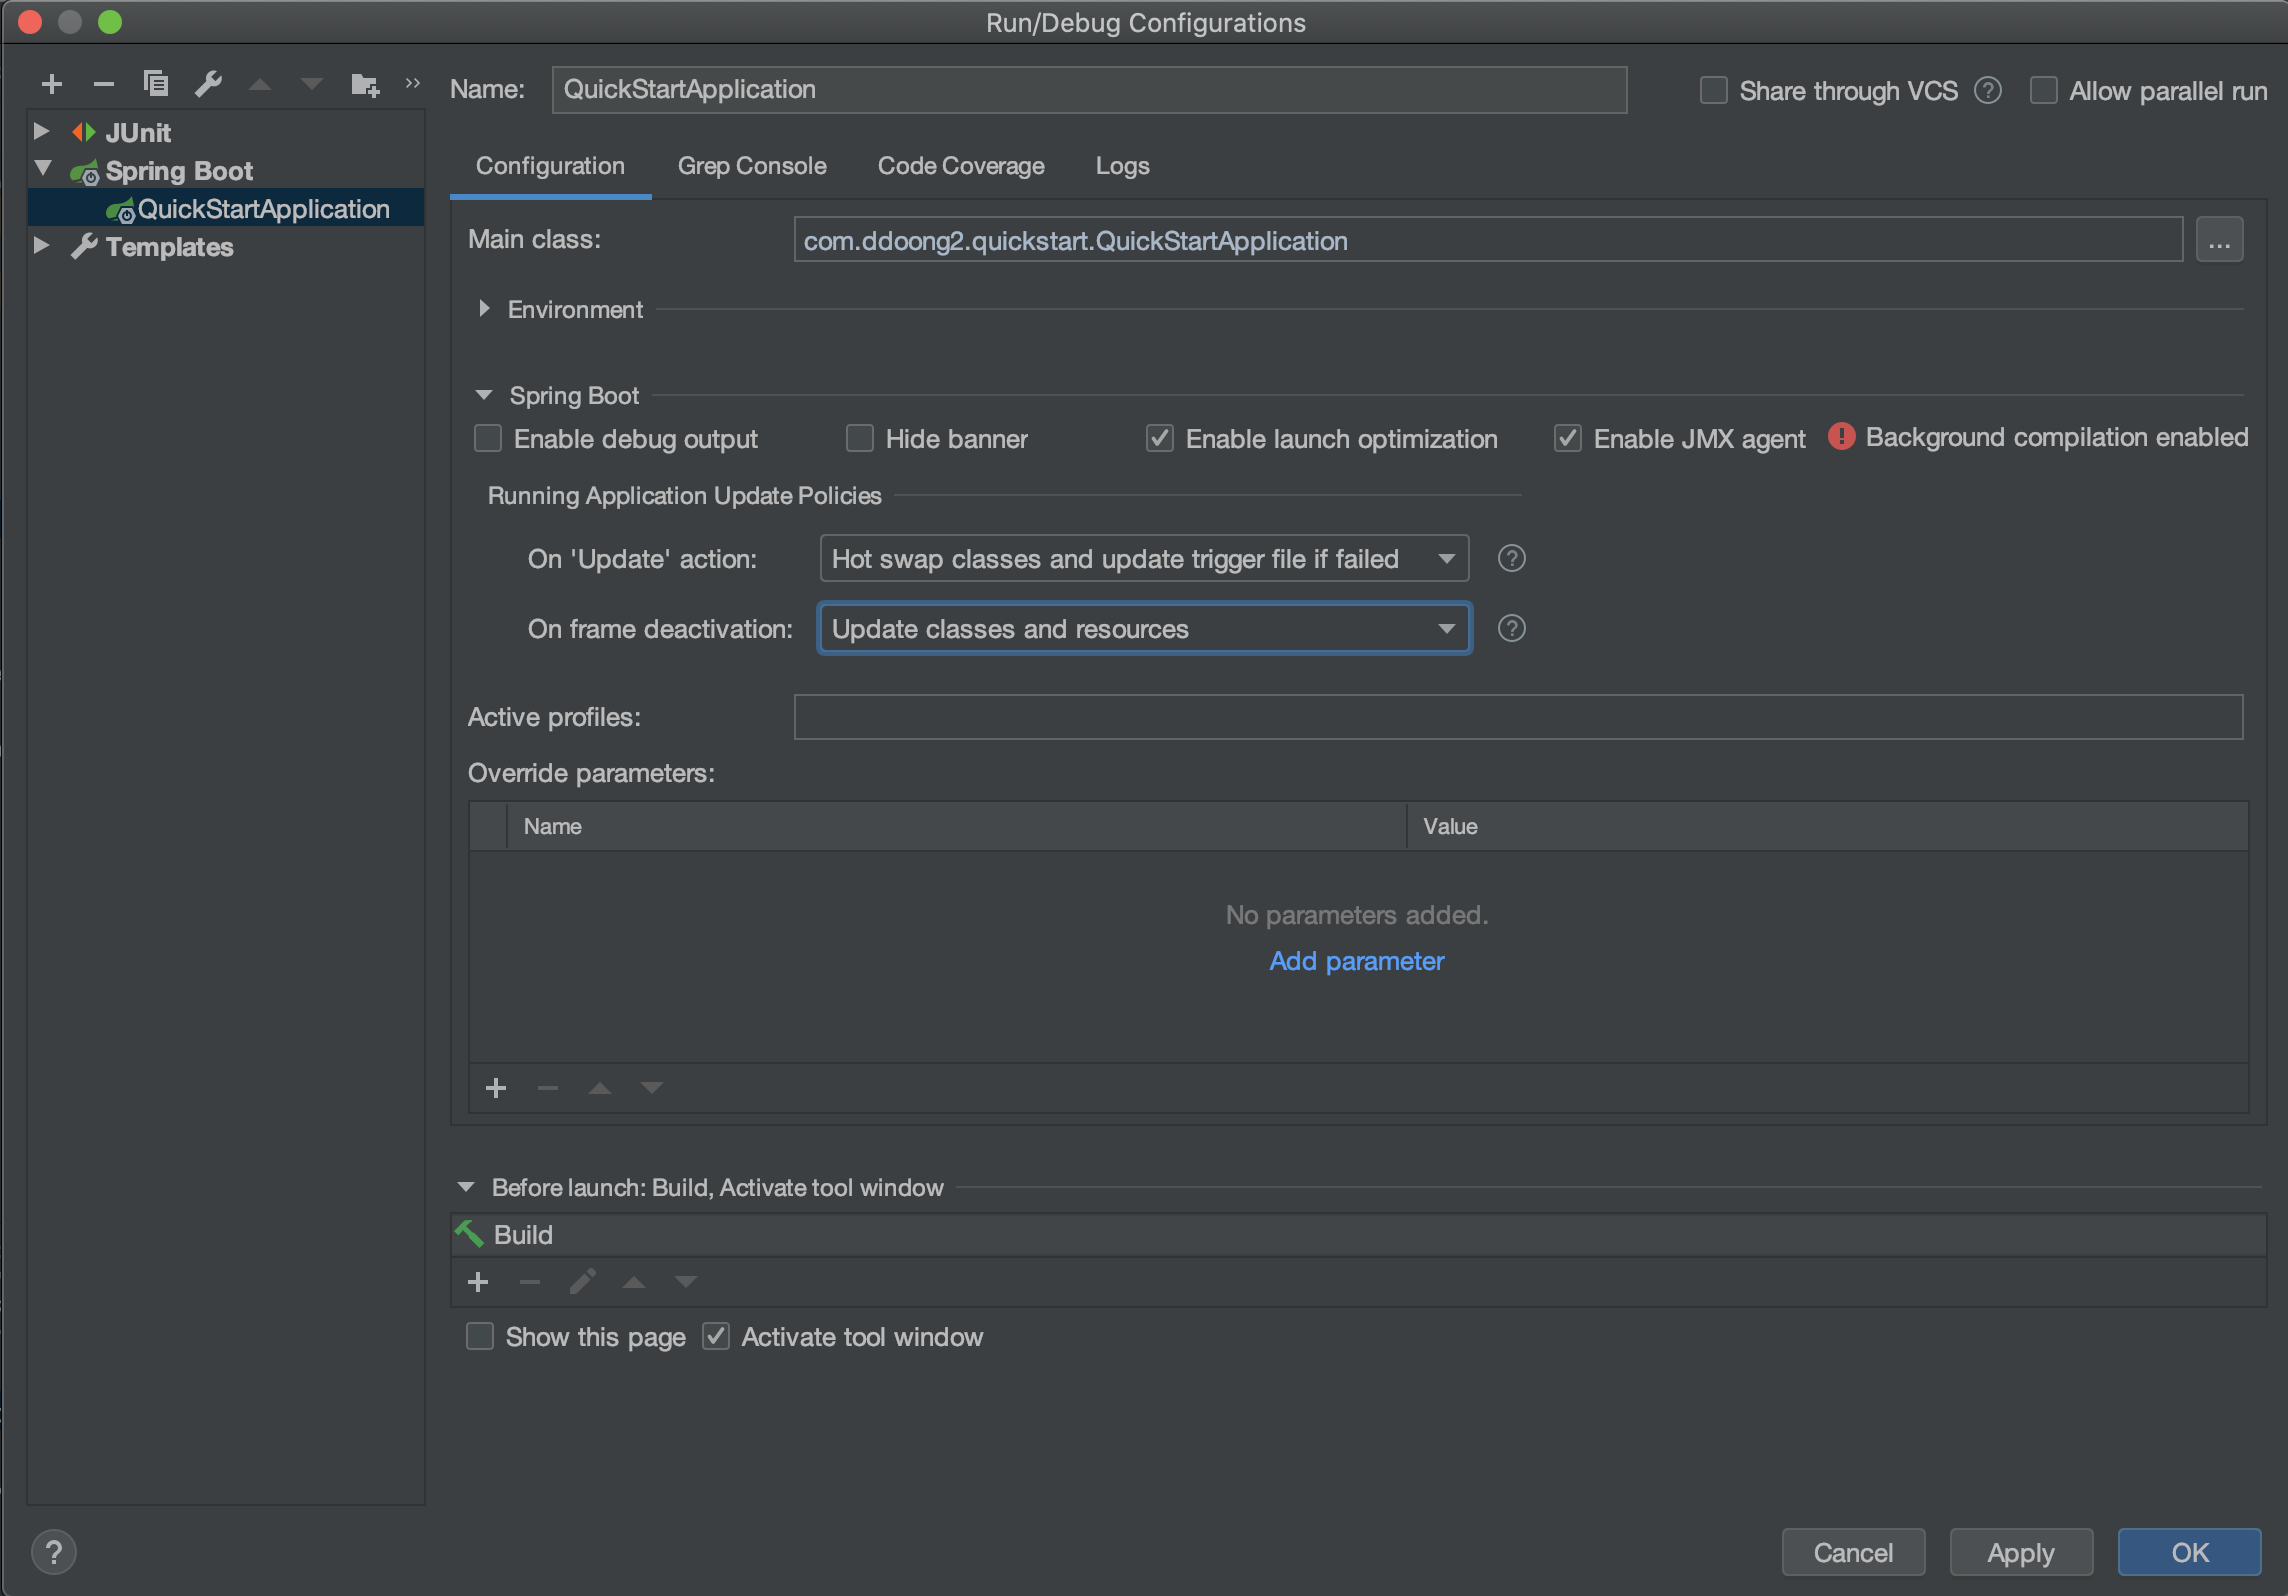 Run/Debug Configurations
Name: QuickStartApplication Share through VCS ? Allow parallel run
JUnit
Spring Boot
QuickStartApplication
Templates
Configuration Grep Console Code Coverage Logs
Main class: com.ddoong2.quickstart.QuickStartApplication ...
Environment
Spring Boot
Enable debug output Hide banner Enable launch optimization Enable JMX agent ! Background compilation enabled
Running Application Update Policies
On 'Update' action: Hot swap classes and update trigger file if failed ?
On frame deactivation: Update classes and resources ?
Active profiles:
Override parameters:
Name Value
No parameters added.
Add parameter
Before launch: Build, Activate tool window
Build
Show this page Activate tool window
? Cancel Apply OK